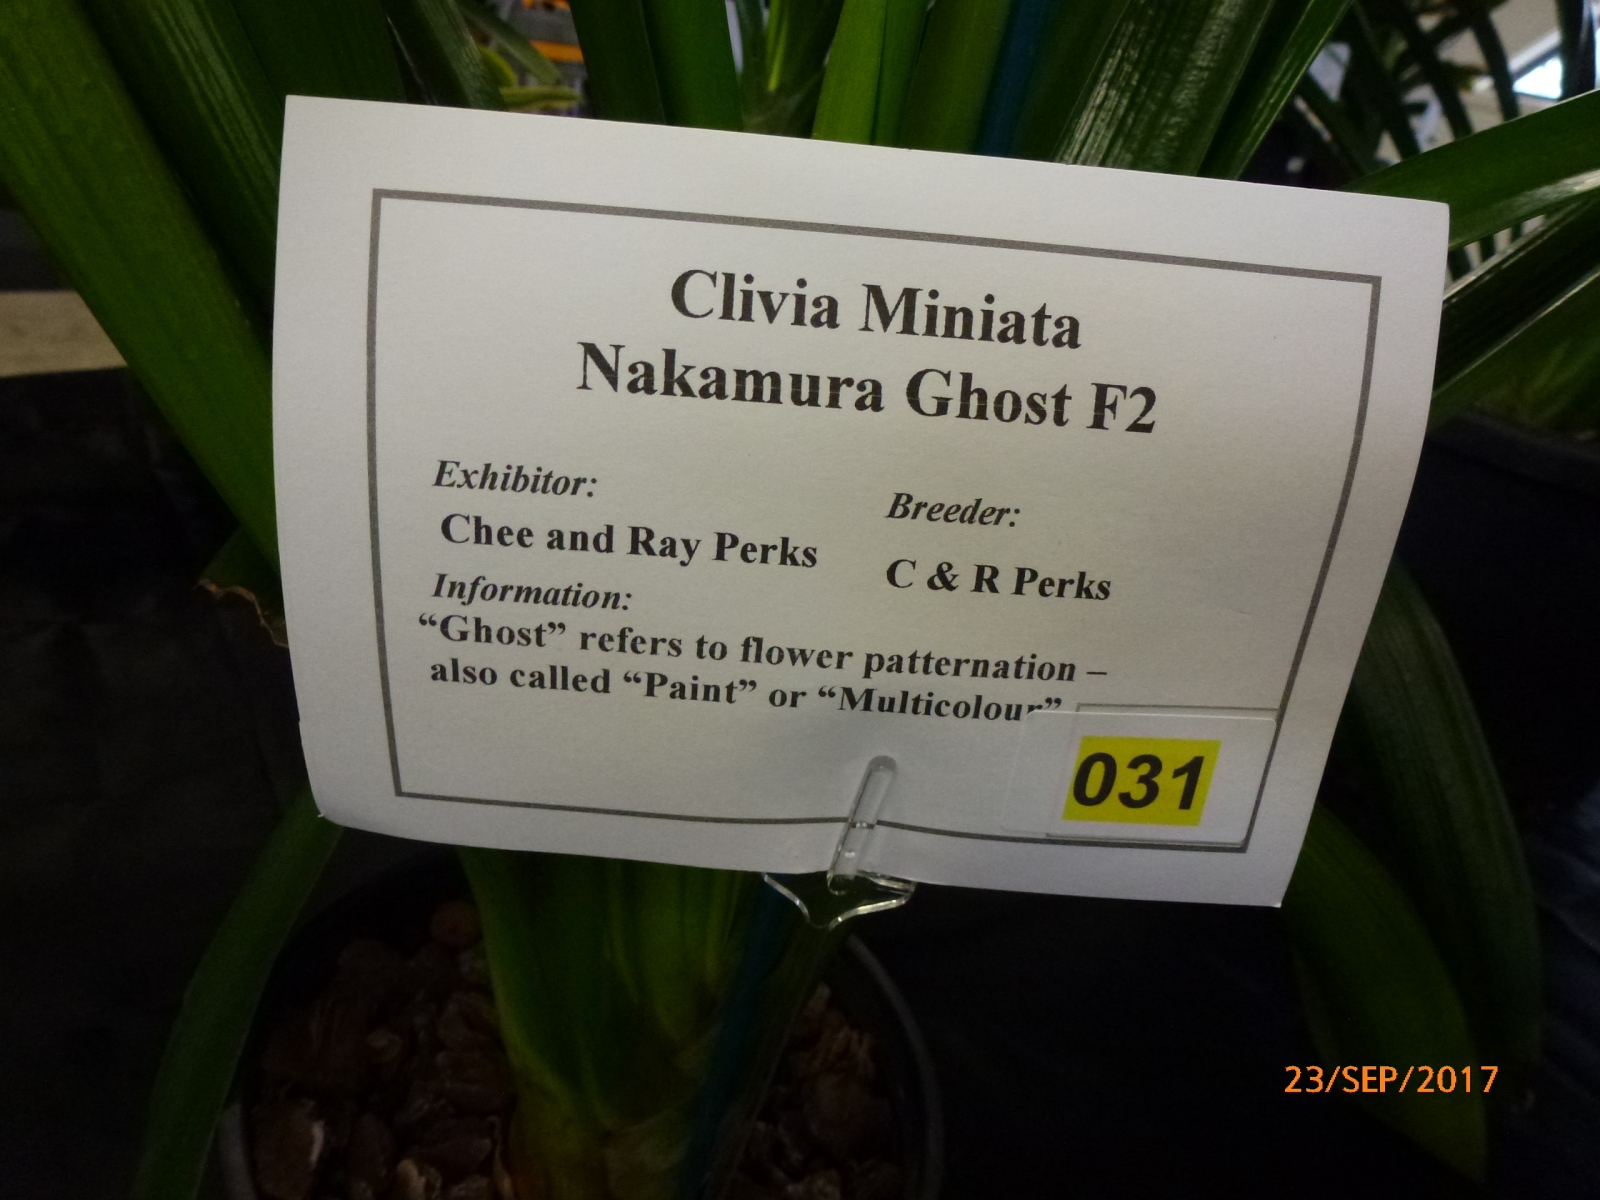 Clivia Miniata
Nakamura Ghost F2
Exhibitor:
Chee and Ray Perks
Breeder:
C & R Perks
Information:
“Ghost” refers to flower patternation –
also called “Paint” or “Multicolour”
031
23/SEP/2017